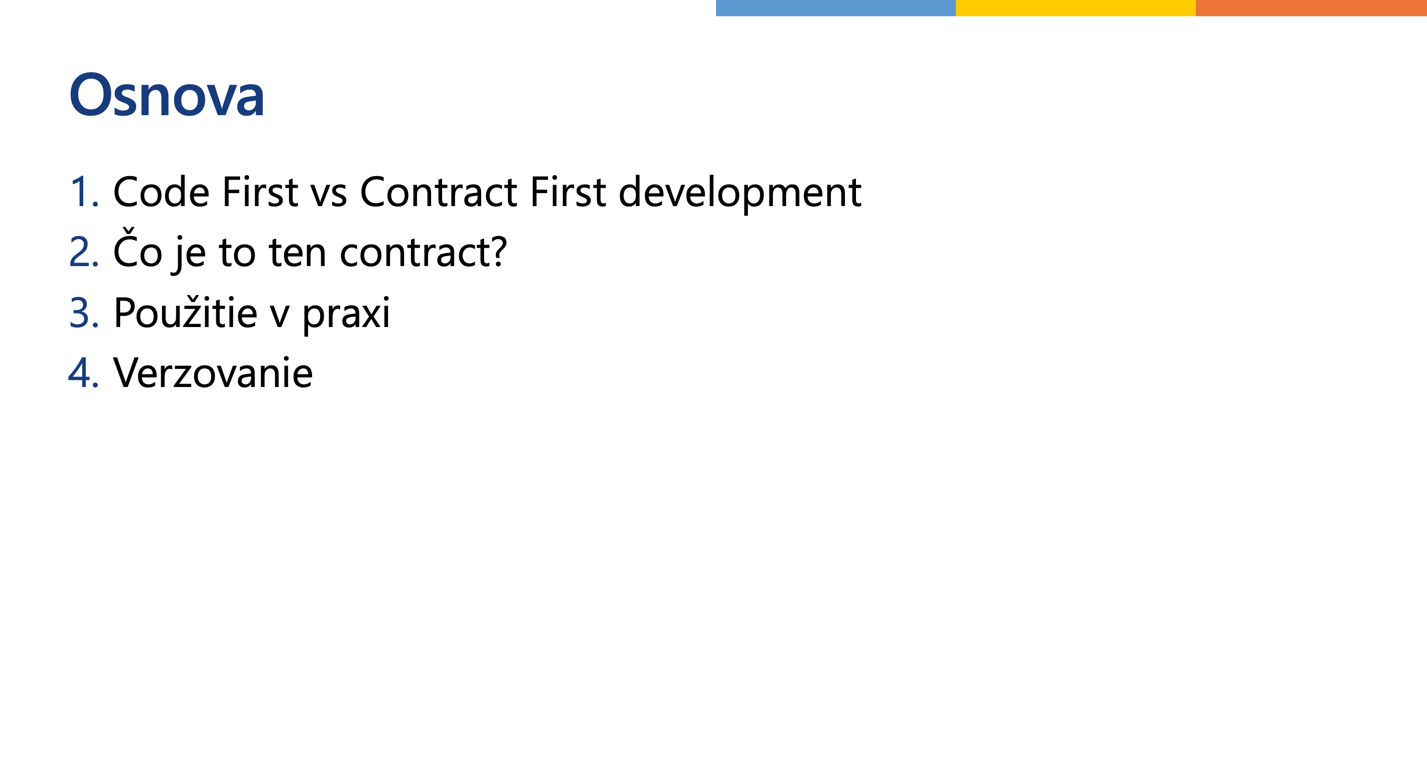 Osnova
1. Code First vs Contract First development
2. Čo je to ten contract?
3. Použitie v praxi
4. Verzovanie